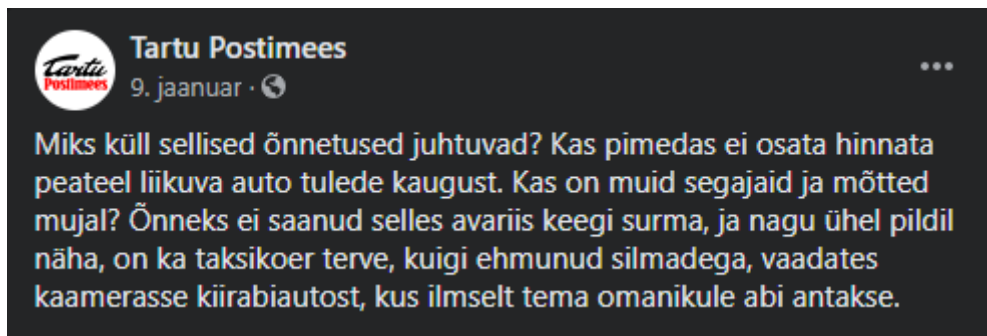 Tartu
Postimees
Tartu Postimees
9. jaanuar ·
Miks küll sellised õnnetused juhtuvad? Kas pimedas ei osata hinnata
peateel liikuva auto tulede kaugust. Kas on muid segajaid ja mõtted
mujal? Õnneks ei saanud selles avariis keegi surma, ja nagu ühel pildil
näha, on ka taksikoer terve, kuigi ehmunud silmadega, vaadates
kaamerasse kiirabiautost, kus ilmselt tema omanikule abi antakse.